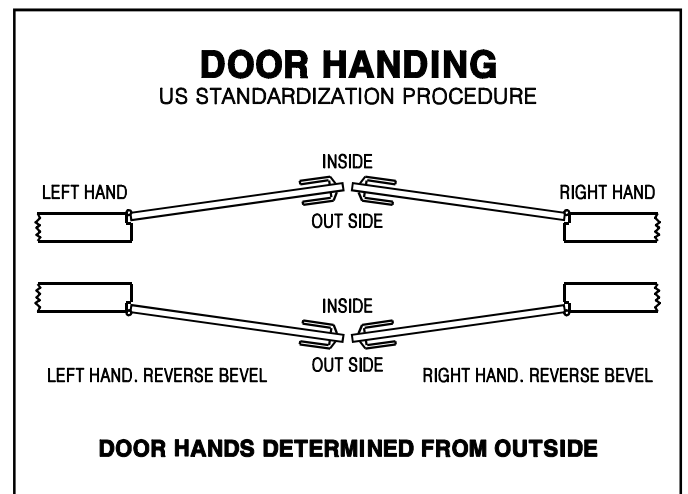 DOOR HANDING
US STANDARDIZATION PROCEDURE
INSIDE
LEFT HAND
RIGHT HAND
OUT SIDE
INSIDE
OUT SIDE
LEFT HAND. REVERSE BEVEL
RIGHT HAND. REVERSE BEVEL
DOOR HANDS DETERMINED FROM OUTSIDE